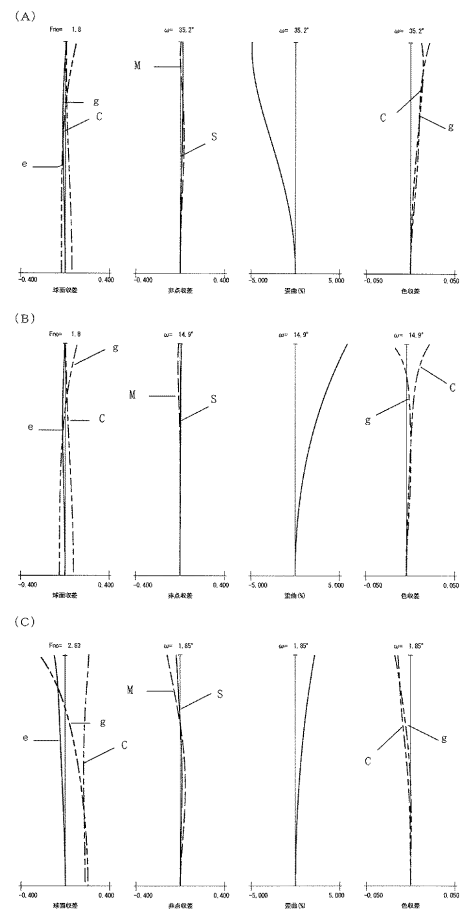 (A)
Fno= 1.8 ω= 35.2° ω= 35.2° ω= 35.2°
M
g
C
C
g
S
e
-0.400 0.400 -0.400 0.400 -5.000 5.000 -0.050 0.050
球面収差 非点収差 歪曲(%) 色収差
(B)
Fno= 1.8 ω= 14.9° ω= 14.9° ω= 14.9°
g
C
M
S
e
C
g
-0.400 0.400 -0.400 0.400 -5.000 5.000 -0.050 0.050
球面収差 非点収差 歪曲(%) 色収差
(C)
Fno= 2.63 ω= 1.85° ω= 1.85° ω= 1.85°
M
S
g
e
C
g
C
-0.400 0.400 -0.400 0.400 -5.000 5.000 -0.050 0.050
球面収差 非点収差 歪曲(%) 色収差